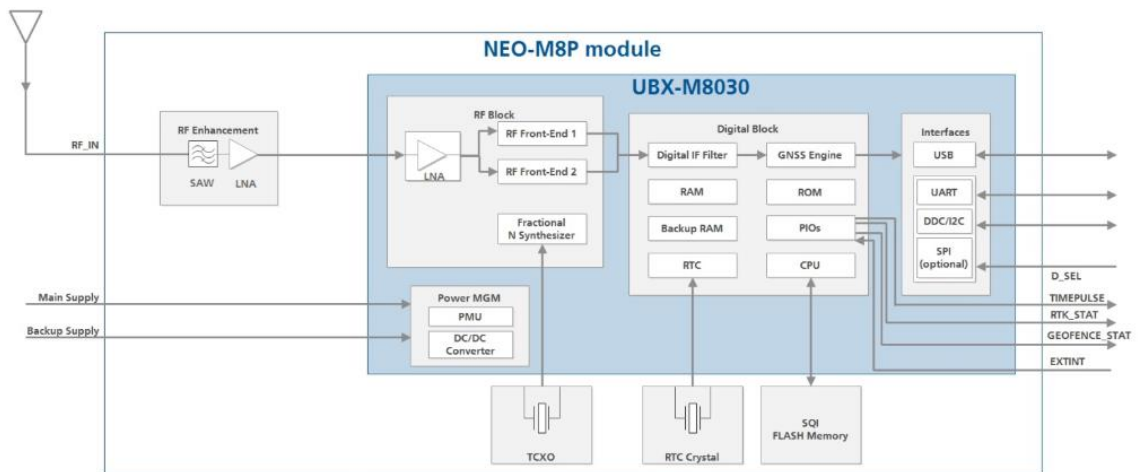 NEO-M8P module
UBX-M8030
RF Block
RF Enhancement
RF_IN
SAW
LNA
LNA
RF Front-End 1
RF Front-End 2
Fractional
N Synthesizer
Digital Block
Digital IF Filter
GNSS Engine
RAM
ROM
Backup RAM
PIOs
RTC
CPU
Interfaces
USB
UART
DDC/I2C
SPI
(optional)
D_SEL
TIMEPULSE
RTK_STAT
GEOFENCE_STAT
EXTINT
Main Supply
Backup Supply
Power MGM
PMU
DC/DC
Converter
TCXO
RTC Crystal
SQI
FLASH Memory